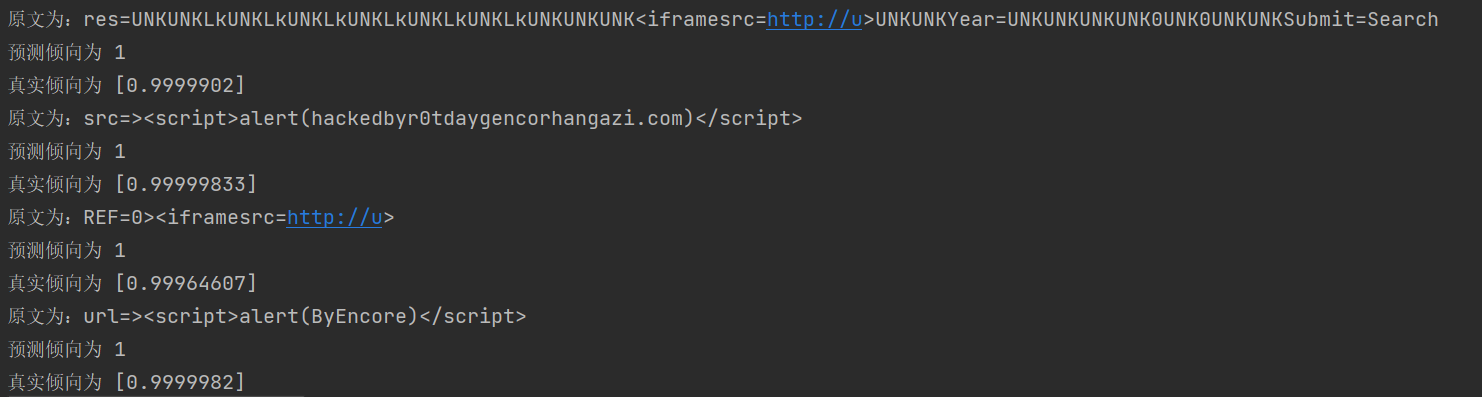 原文为：res=UNKUNKLkUNKLkUNKLkUNKLkUNKLkUNKLkUNKUNKUNK<iframesrc=http://u>UNKUNKYear=UNKUNKUNKUNK0UNK0UNKUNKSubmit=Search
预测倾向为 1
真实倾向为 [0.9999902]
原文为：src=><script>alert(hackedbyr0tdaygencorhangazi.com)</script>
预测倾向为 1
真实倾向为 [0.99999833]
原文为：REF=0><iframesrc=http://u>
预测倾向为 1
真实倾向为 [0.99964607]
原文为：url=><script>alert(ByEncore)</script>
预测倾向为 1
真实倾向为 [0.9999982]